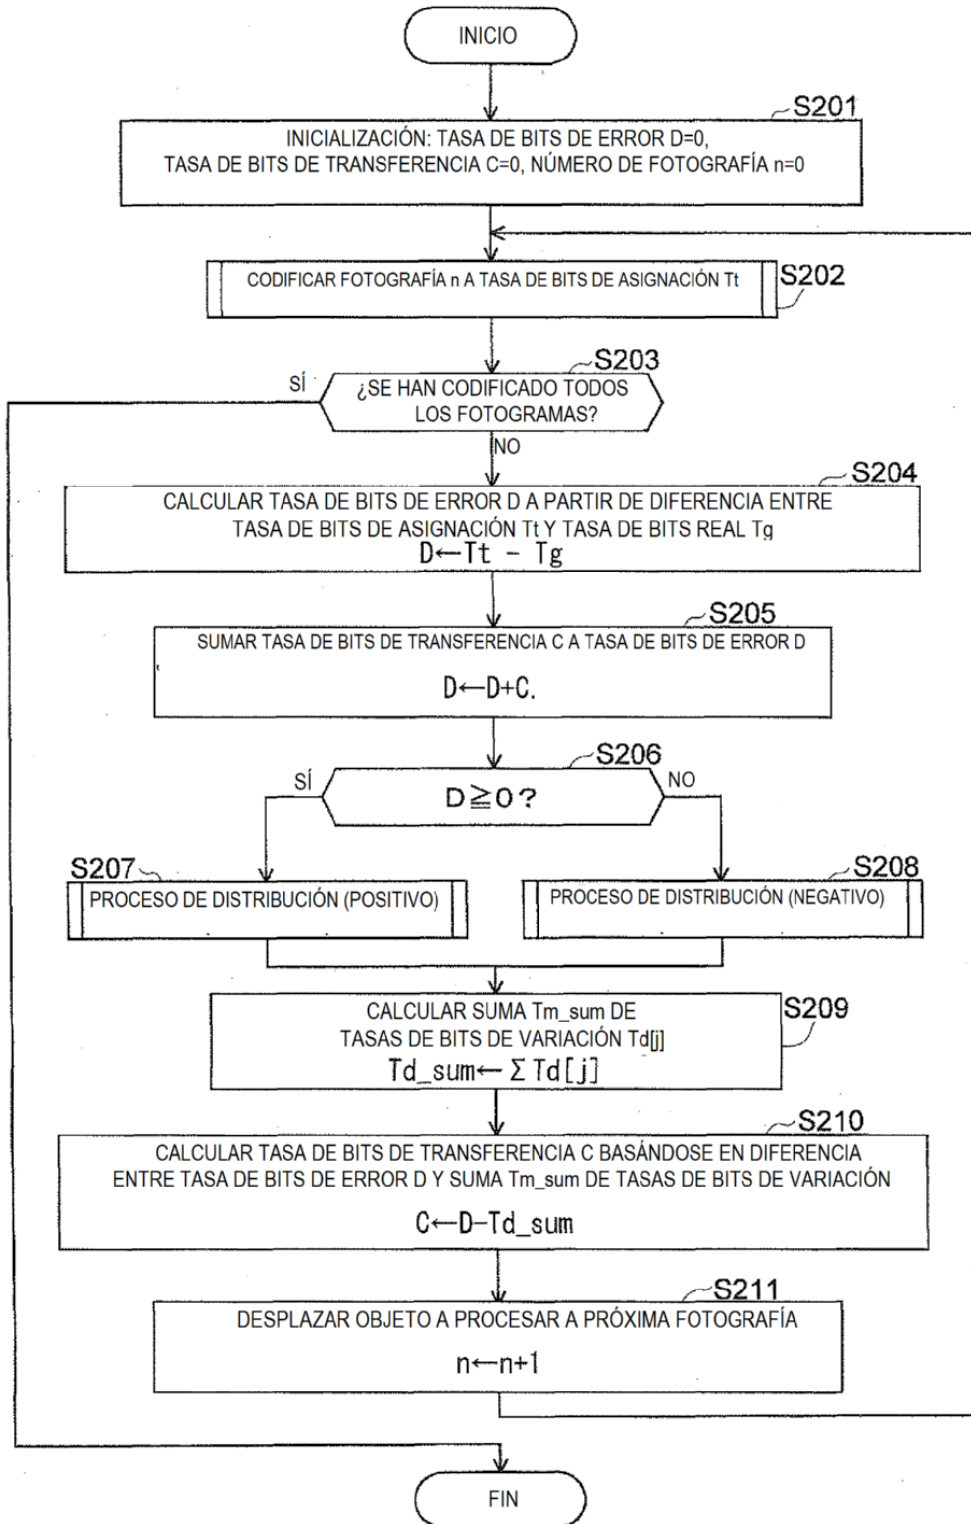 INICIO
S201
INICIALIZACIÓN: TASA DE BITS DE ERROR D=0,
TASA DE BITS DE TRANSFERENCIA C=0, NÚMERO DE FOTOGRAFÍA n=0
CODIFICAR FOTOGRAFÍA n A TASA DE BITS DE ASIGNACIÓN Tt
S202
S203
SÍ
¿SE HAN CODIFICADO TODOS
LOS FOTOGRAMAS?
NO
S204
CALCULAR TASA DE BITS DE ERROR D A PARTIR DE DIFERENCIA ENTRE
TASA DE BITS DE ASIGNACIÓN Tt Y TASA DE BITS REAL Tg
D←Tt - Tg
S205
SUMAR TASA DE BITS DE TRANSFERENCIA C A TASA DE BITS DE ERROR D
D←D+C.
S206
SÍ
D≧0?
NO
S207
PROCESO DE DISTRIBUCIÓN (POSITIVO)
S208
PROCESO DE DISTRIBUCIÓN (NEGATIVO)
S209
CALCULAR SUMA Tm_sum DE
TASAS DE BITS DE VARIACIÓN Td[j]
Td_sum←ΣTd[j]
S210
CALCULAR TASA DE BITS DE TRANSFERENCIA C BASÁNDOSE EN DIFERENCIA
ENTRE TASA DE BITS DE ERROR D Y SUMA Tm_sum DE TASAS DE BITS DE VARIACIÓN
C←D-Td_sum
S211
DESPLAZAR OBJETO A PROCESAR A PRÓXIMA FOTOGRAFÍA
n←n+1
FIN